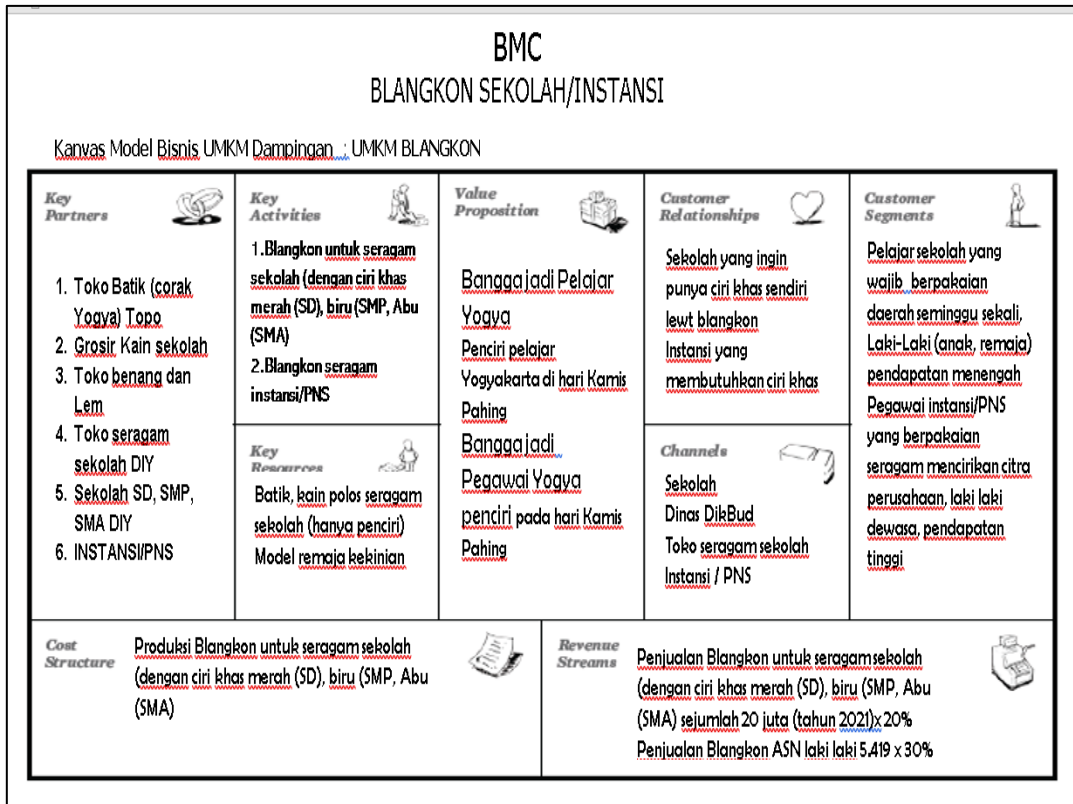 BMC
BLANGKON SEKOLAH/INSTANSI
Kanvas Model Bisnis UMKM Dampingan : UMKM BLANGKON
Key
Partners
1. Toko Batik (corak
Yogya) Topo
2. Grosir Kain sekolah
3. Toko benang dan
Lem
4. Toko seragam
sekolah DIY
5. Sekolah SD, SMP,
SMA DIY
6. INSTANSI/PNS
Key
Activities
1.Blangkon untuk seragam
sekolah (dengan ciri khas
merah (SD), biru (SMP, Abu
(SMA)
2.Blangkon seragam
instansi/PNS
Key
Resources
Batik, kain polos seragam
sekolah (hanya penciri)
Model remaja kekinian
Value
Proposition
Bangga jadi Pelajar
Yogya
Penciri pelajar
Yogyakarta di hari Kamis
Pahing
Bangga jadi
Pegawai Yogya
penciri pada hari Kamis
Pahing
Customer
Relationships
Sekolah yang ingin
punya ciri khas sendiri
lewt blangkon
Instansi yang
membutuhkan ciri khas
Channels
Sekolah
Dinas DikBud
Toko seragam sekolah
Instansi / PNS
Customer
Segments
Pelajar sekolah yang
wajib berpakaian
daerah seminggu sekali,
Laki-Laki (anak, remaja)
pendapatan menengah
Pegawai instansi/PNS
yang berpakaian
seragam mencirikan citra
perusahaan, laki laki
dewasa, pendapatan
tinggi
Cost
Structure
Produksi Blangkon untuk seragam sekolah
(dengan ciri khas merah (SD), biru (SMP, Abu
(SMA)
Revenue
Streams
Penjualan Blangkon untuk seragam sekolah
(dengan ciri khas merah (SD), biru (SMP, Abu
(SMA) sejumlah 20 juta (tahun 2021)x 20%
Penjualan Blangkon ASN laki laki 5.419 x 30%